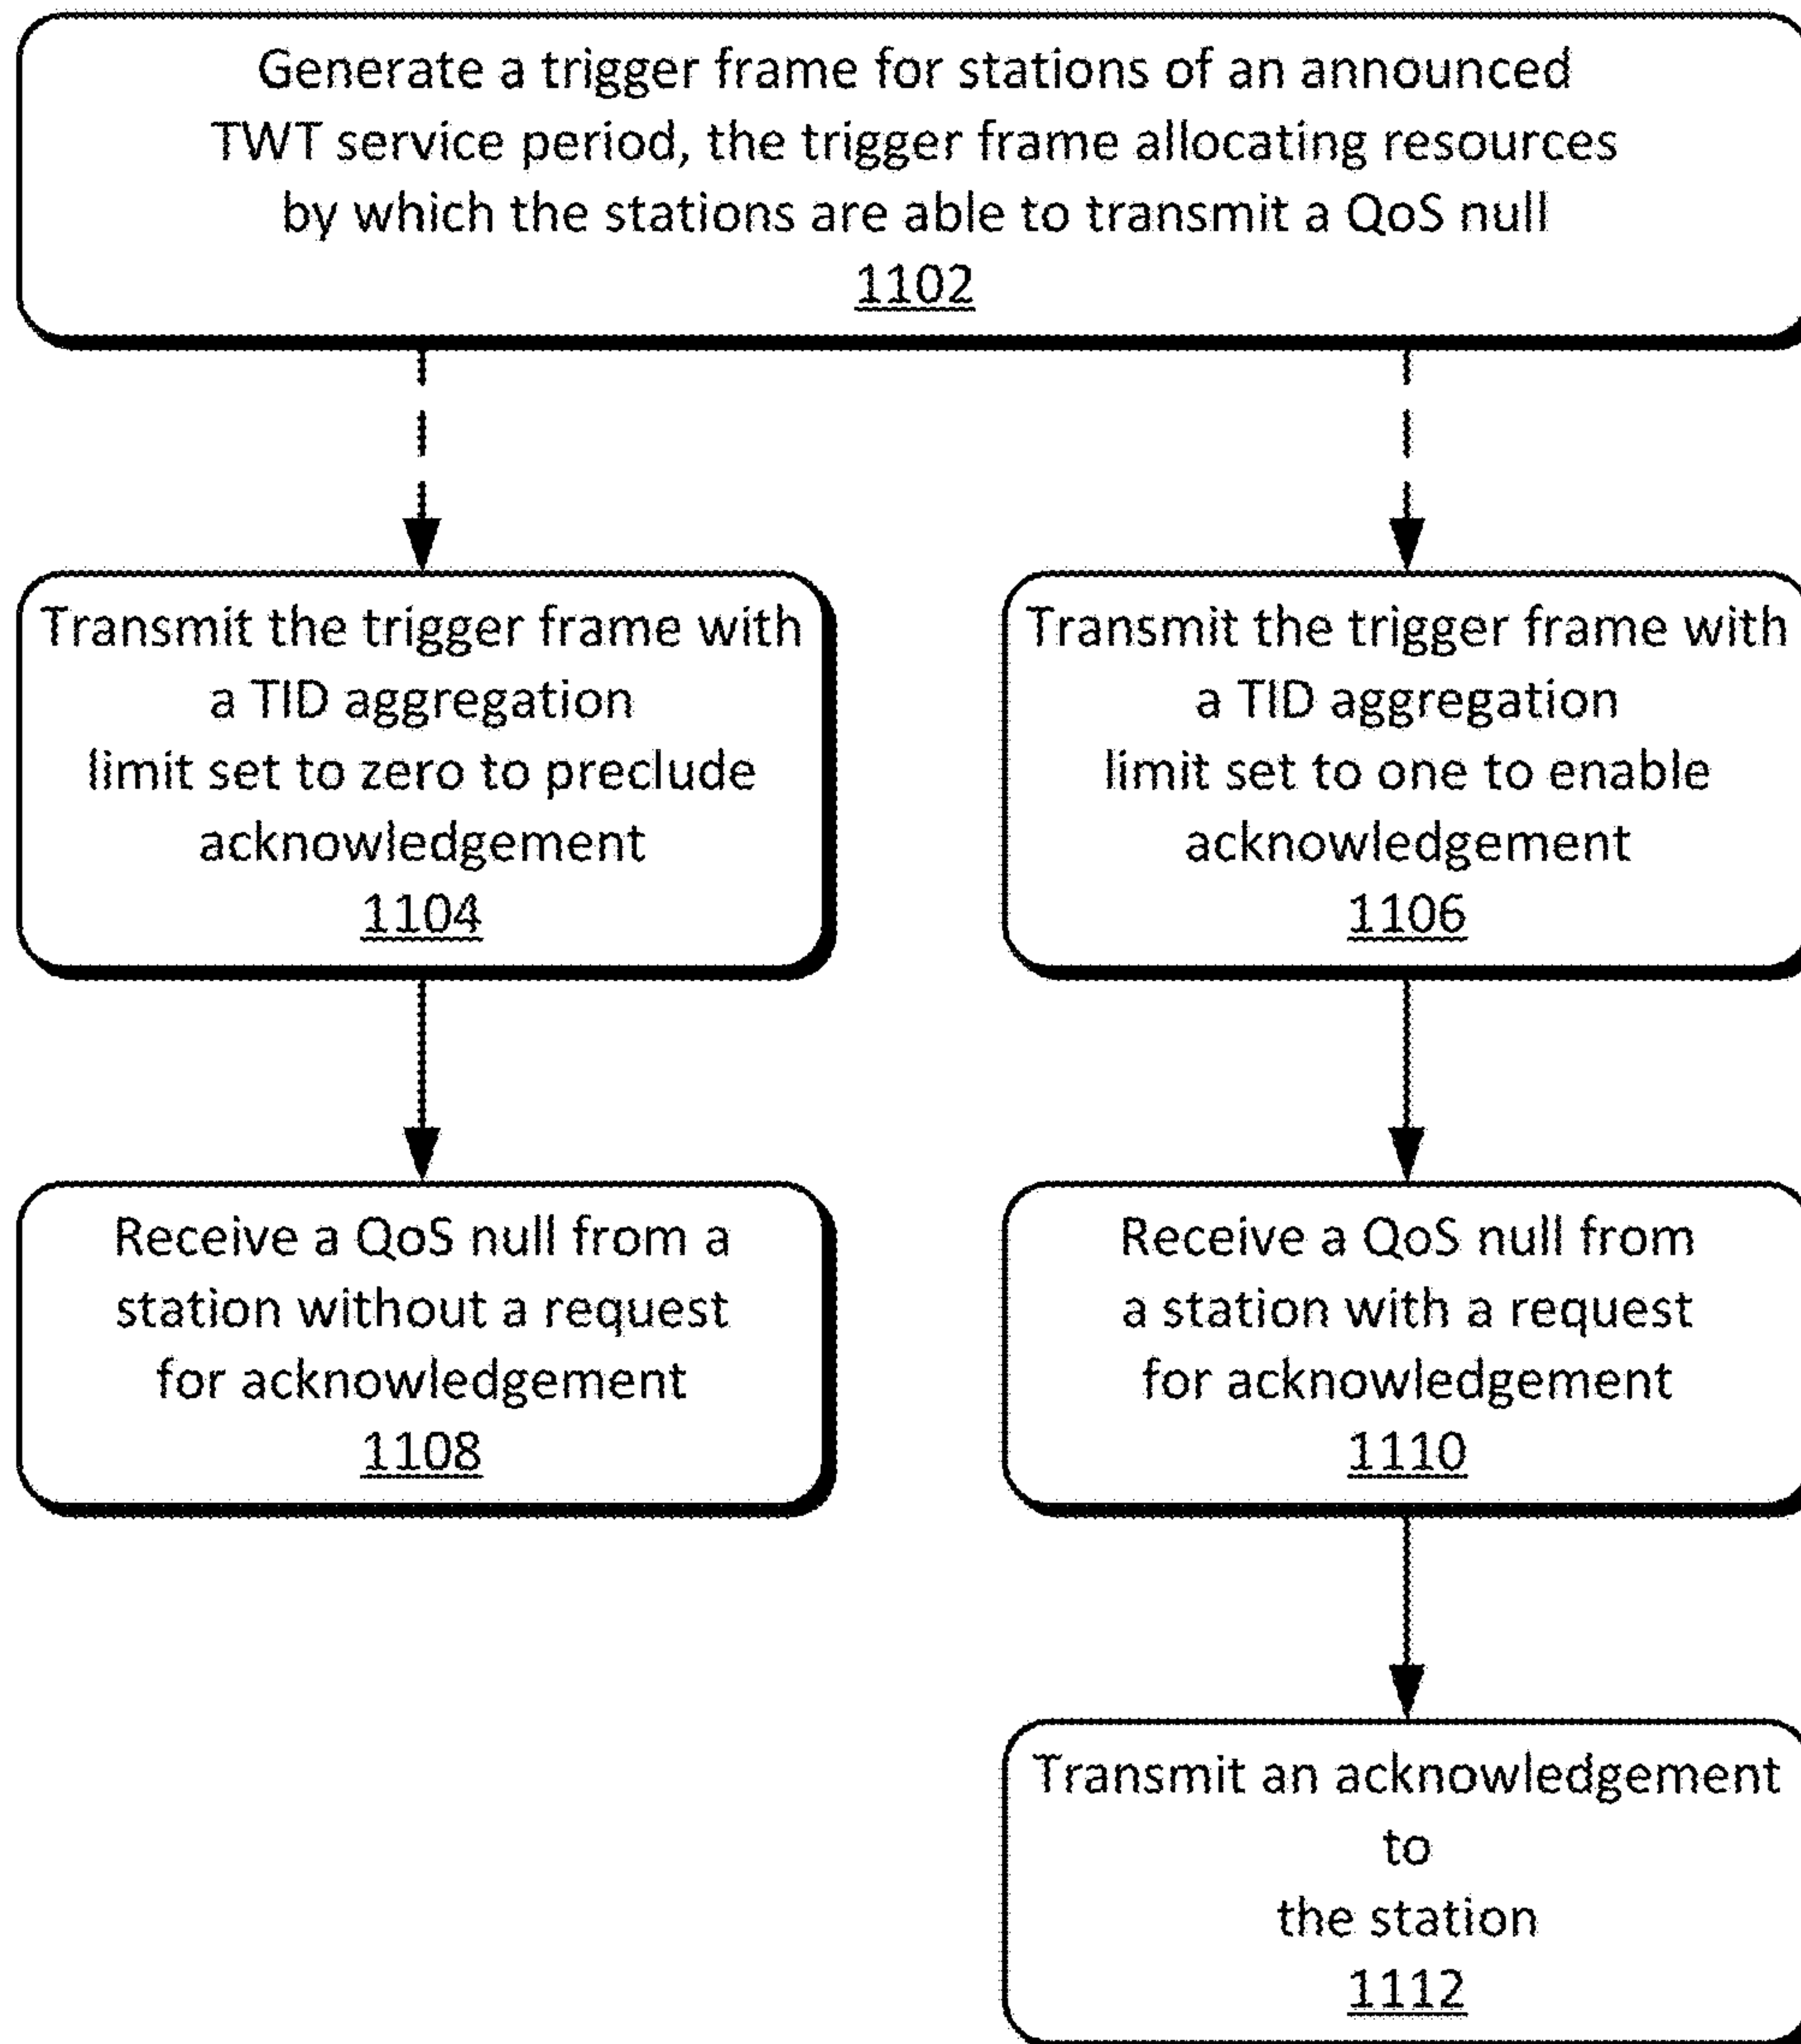 Generate a trigger frame for stations of an announced
TWT service period, the trigger frame allocating resources
by which the stations are able to transmit a QoS null
1102
Transmit the trigger frame with
a TID aggregation
limit set to zero to preclude
acknowledgement
1104
Transmit the trigger frame with
a TID aggregation
limit set to one to enable
acknowledgement
1106
Receive a QoS null from a
station without a request
for acknowledgement
1108
Receive a QoS null from
a station with a request
for acknowledgement
1110
Transmit an acknowledgement
to
the station
1112